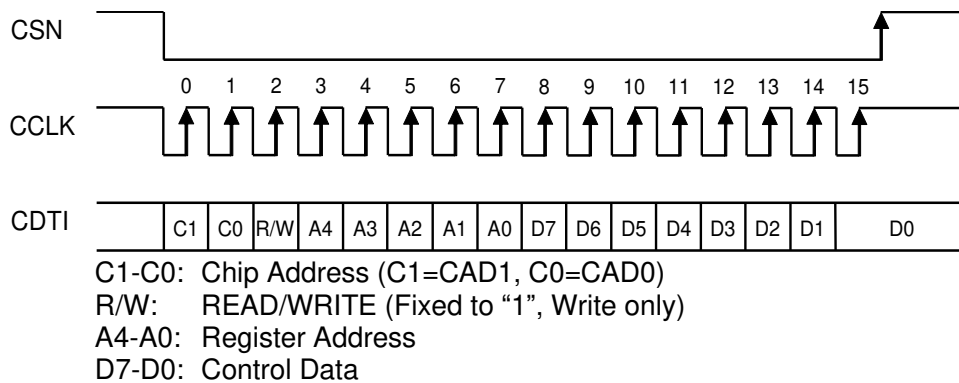 CSN
0 1 2 3 4 5 6 7 8 9 10 11 12 13 14 15
CCLK
CDTI
C1 C0 R/W A4 A3 A2 A1 A0 D7 D6 D5 D4 D3 D2 D1 D0
C1-C0: Chip Address (C1=CAD1, C0=CAD0)
R/W: READ/WRITE (Fixed to “1”, Write only)
A4-A0: Register Address
D7-D0: Control Data